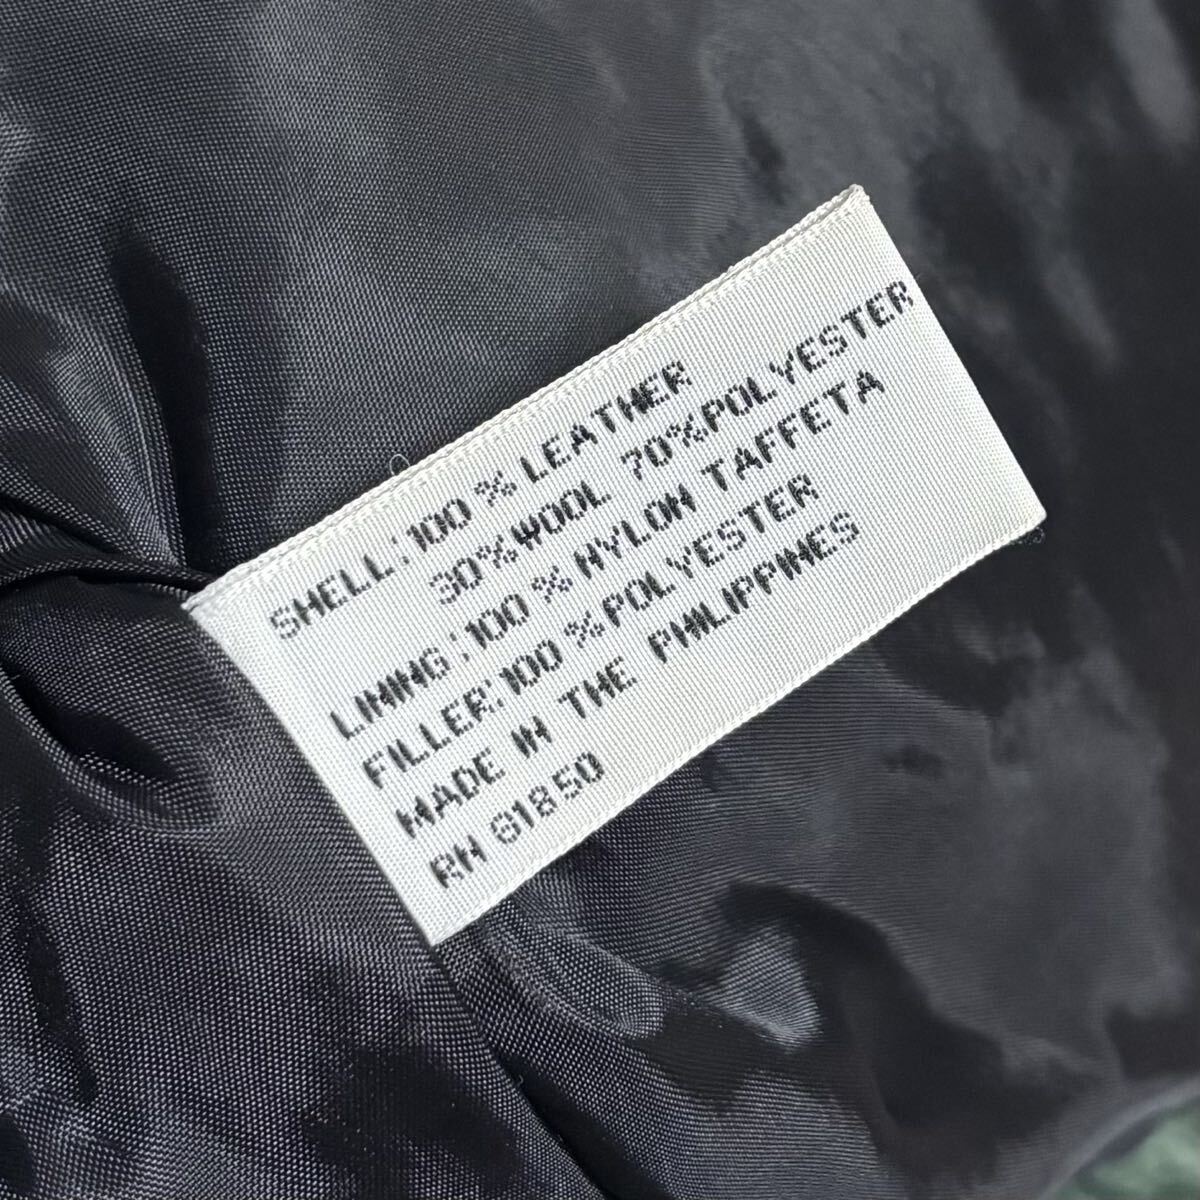 SHELL:100 % LEATHER
30%WOOL 70%POLYESTER
LINING:100 % NYLON TAFFETA
FILLER:100 % POLYESTER
MADE IN THE PHILIPPINES
RN 61850